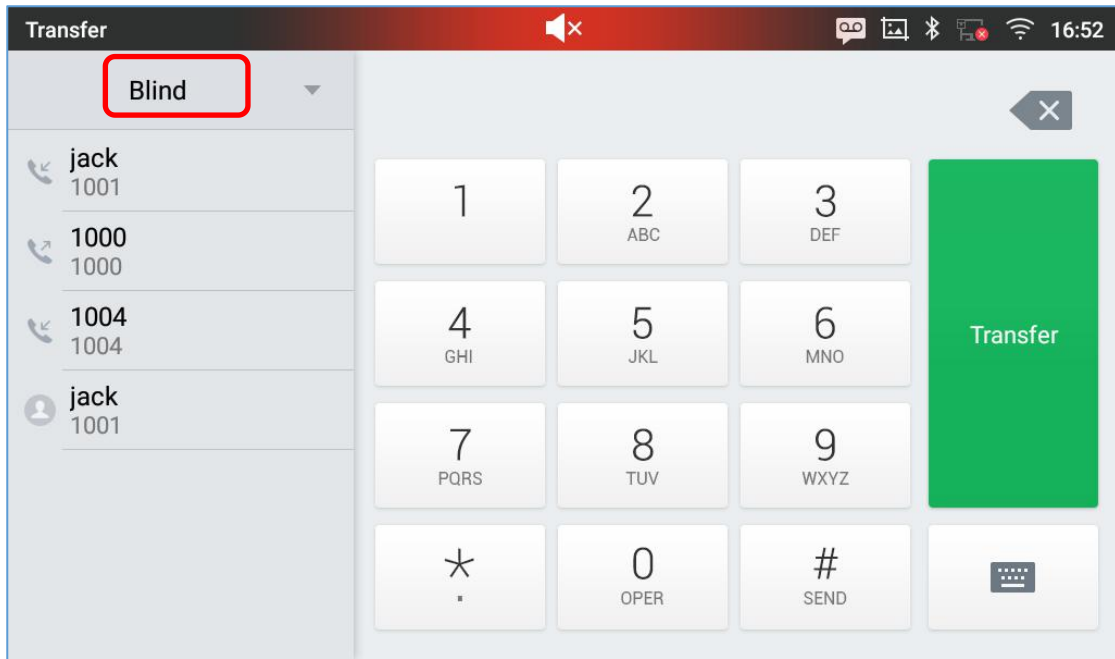 Transfer 16:52
Blind
jack
1001
1000
1000
1004
1004
jack
1001
1 2 3
ABC DEF
4 5 6
GHI JKL MNO
Transfer
7 8 9
PQRS TUV WXYZ
* 0 #
. OPER SEND